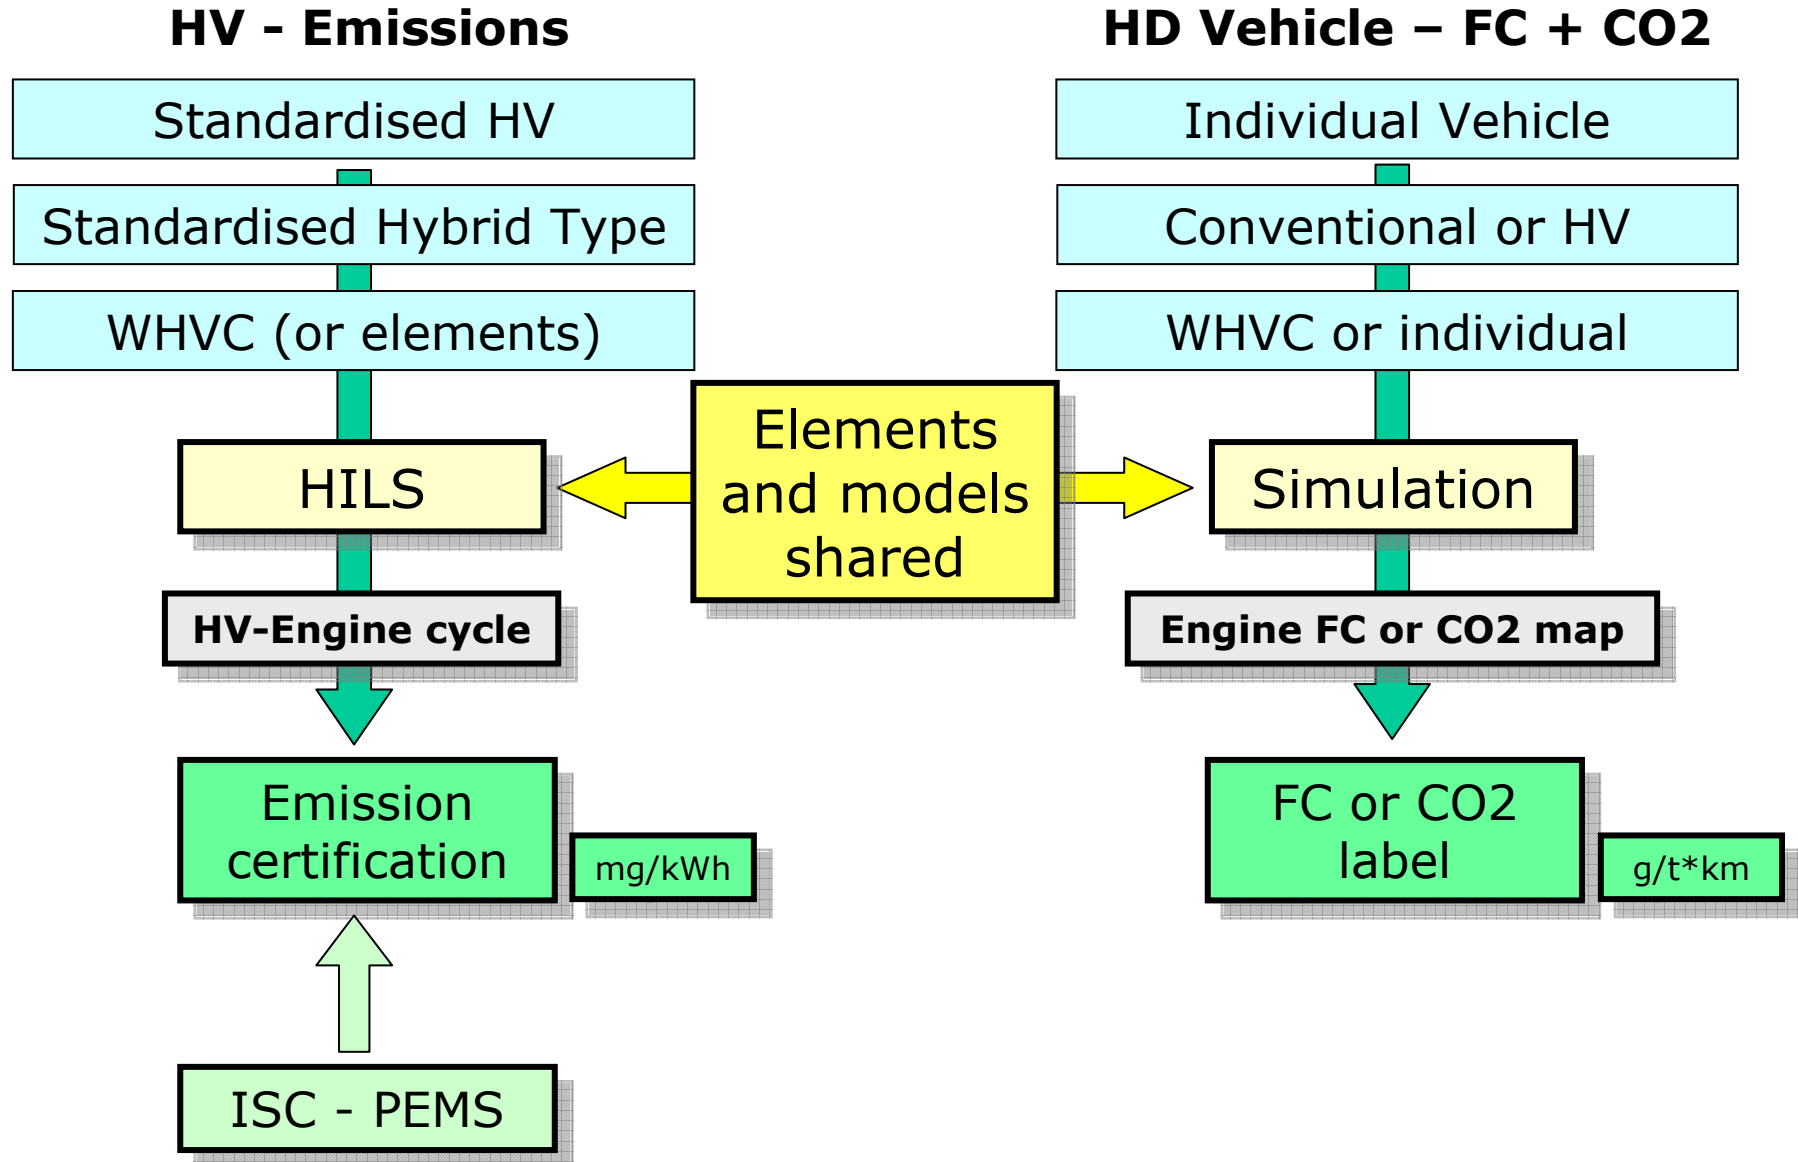 HV - Emissions
Standardised HV
Standardised Hybrid Type
WHVC (or elements)
HILS
HV-Engine cycle
Emission
certification
mg/kWh
ISC - PEMS
Elements
and models
shared
HD Vehicle – FC + CO2
Individual Vehicle
Conventional or HV
WHVC or individual
Simulation
Engine FC or CO2 map
FC or CO2
label
g/t*km